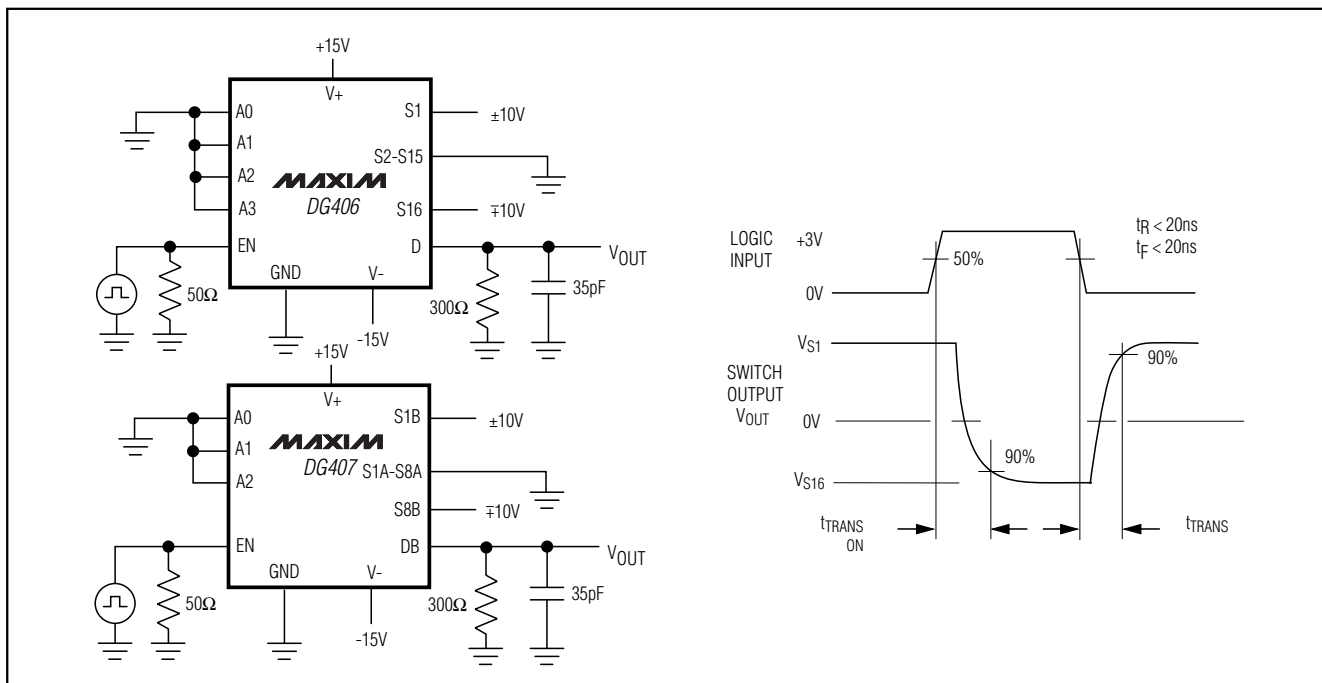 +15V
V+
A0
A1
A2
A3
EN
S1
±10V
S2-S15
MAXIM
DG406
S16
∓10V
D
VOUT
GND
V-
50Ω
300Ω
35pF
-15V
+15V
V+
A0
A1
A2
EN
S1B
±10V
MAXIM
DG407
S1A-S8A
S8B
∓10V
DB
VOUT
GND
V-
50Ω
300Ω
35pF
-15V
LOGIC
INPUT
+3V
50%
0V
tR < 20ns
tF < 20ns
VS1
SWITCH
OUTPUT
VOUT
0V
90%
90%
VS16
tTRANS
ON
tTRANS